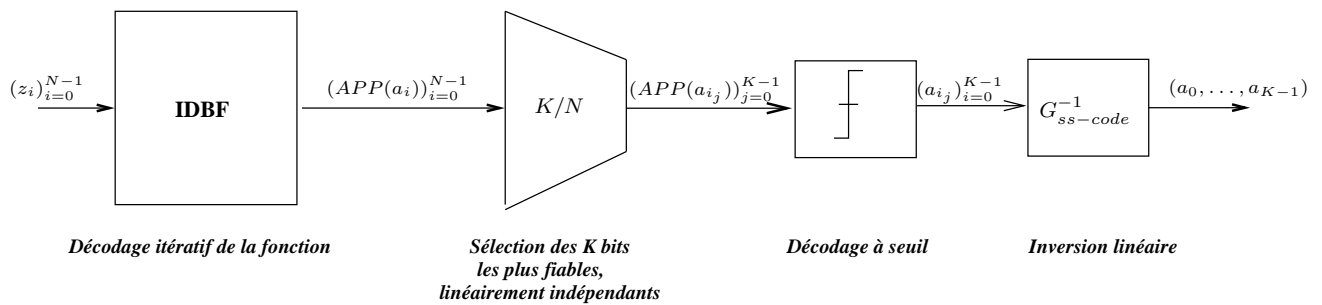 (z_i)_{i=0}^{N-1}
IDBF
(APP(a_i))_{i=0}^{N-1}
K/N
(APP(a_{i_j}))_{j=0}^{K-1}
(a_{i_j})_{i=0}^{K-1}
G_{ss-code}^{-1}
(a_0, ..., a_{K-1})
Décodage itératif de la fonction
Sélection des K bits
les plus fiables,
linéairement indépendants
Décodage à seuil
Inversion linéaire